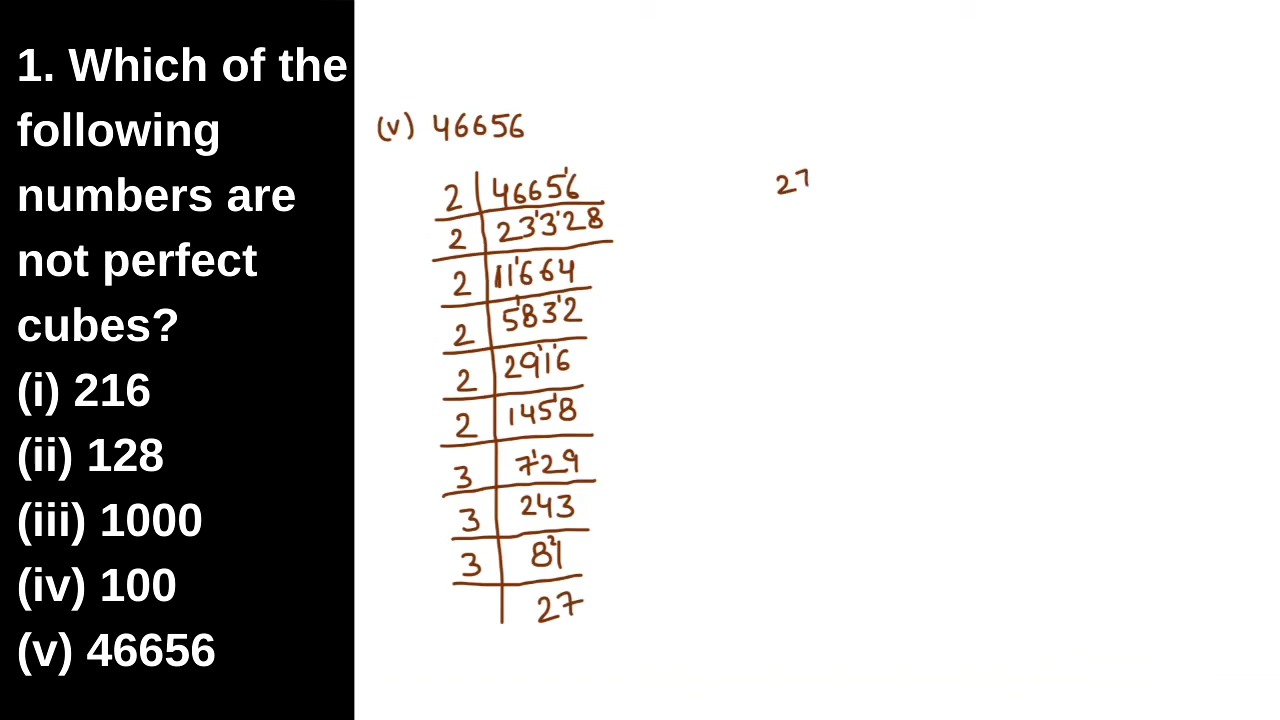 1. Which of the
following
numbers are
not perfect
cubes?
(i) 216
(ii) 128
(iii) 1000
(iv) 100
(v) 46656
(v) 46656
2 46656
2 23328
2 11664
2 5832
2 2916
2 1458
3 729
3 243
3 81
27
27